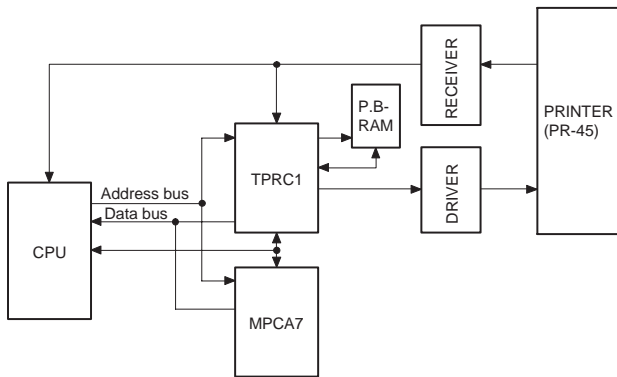 RECEIVER
P.B-
RAM
PRINTER
(PR-45)
TPRC1
DRIVER
Address bus
Data bus
CPU
MPCA7